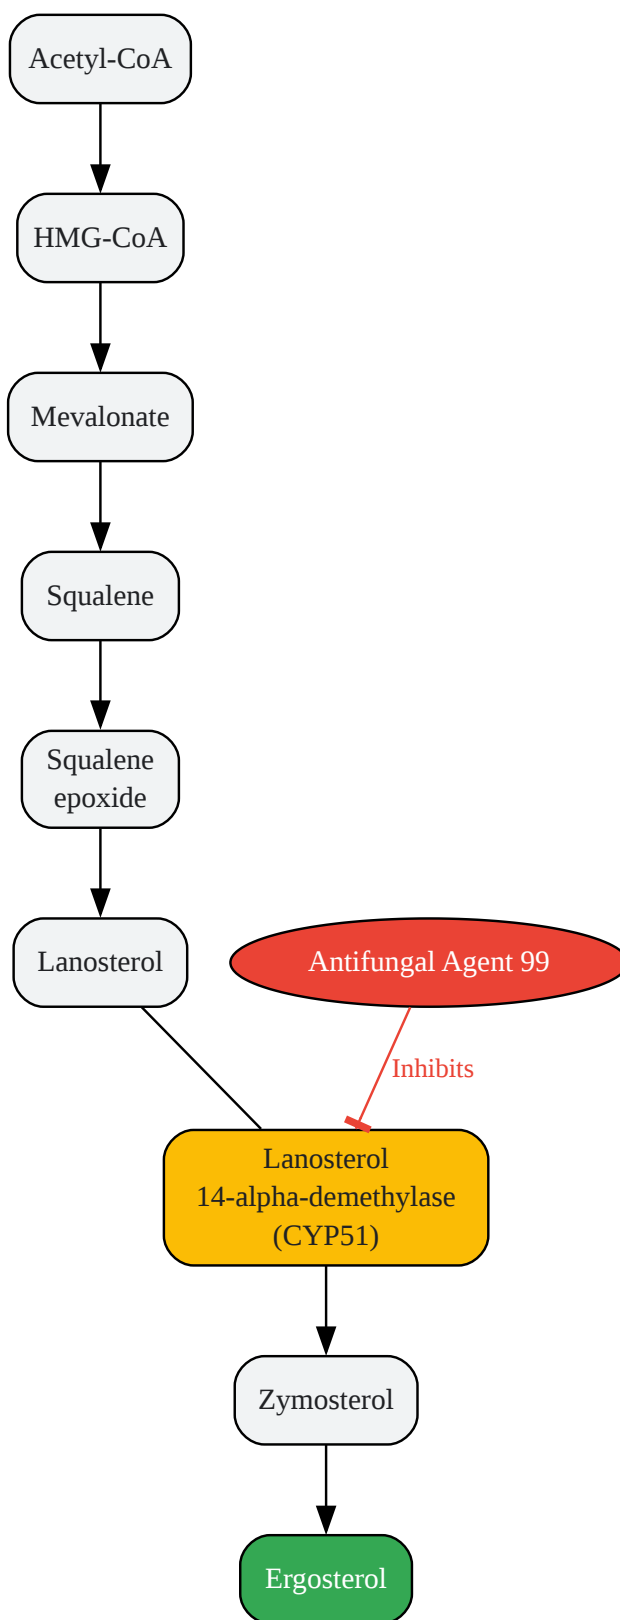 Acetyl-CoA
HMG-CoA
Mevalonate
Squalene
Squalene
epoxide
Lanosterol
Antifungal Agent 99
Inhibits
Lanosterol
14-alpha-demethylase
(CYP51)
Zymosterol
Ergosterol